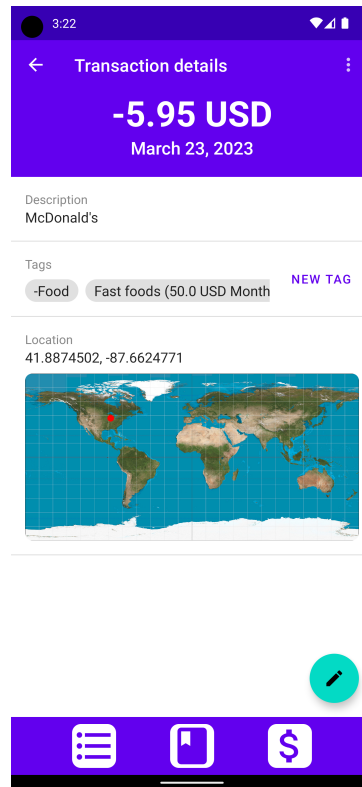 3:22
Transaction details
-5.95 USD
March 23, 2023
Description
McDonald's
Tags
-Food
Fast foods (50.0 USD Month
NEW TAG
Location
41.8874502, -87.6624771
$